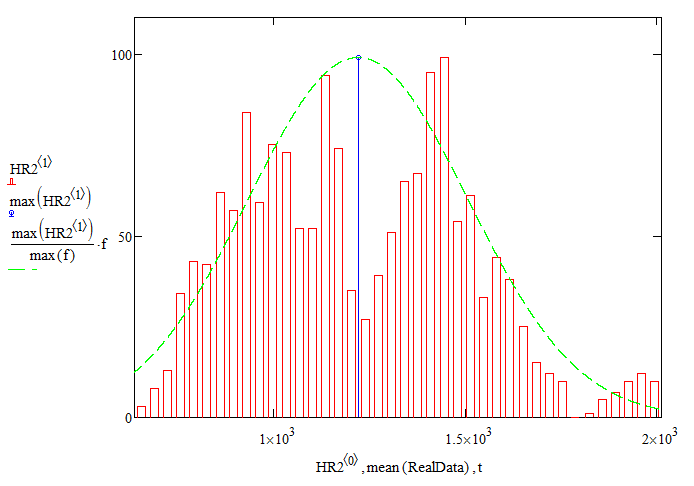 100
50
0
HR2⟨1⟩
max(HR2⟨1⟩)
max(HR2⟨1⟩)
max(f)
·f
1×10³ 1.5×10³ 2×10³
HR2⟨0⟩ , mean(RealData) , t